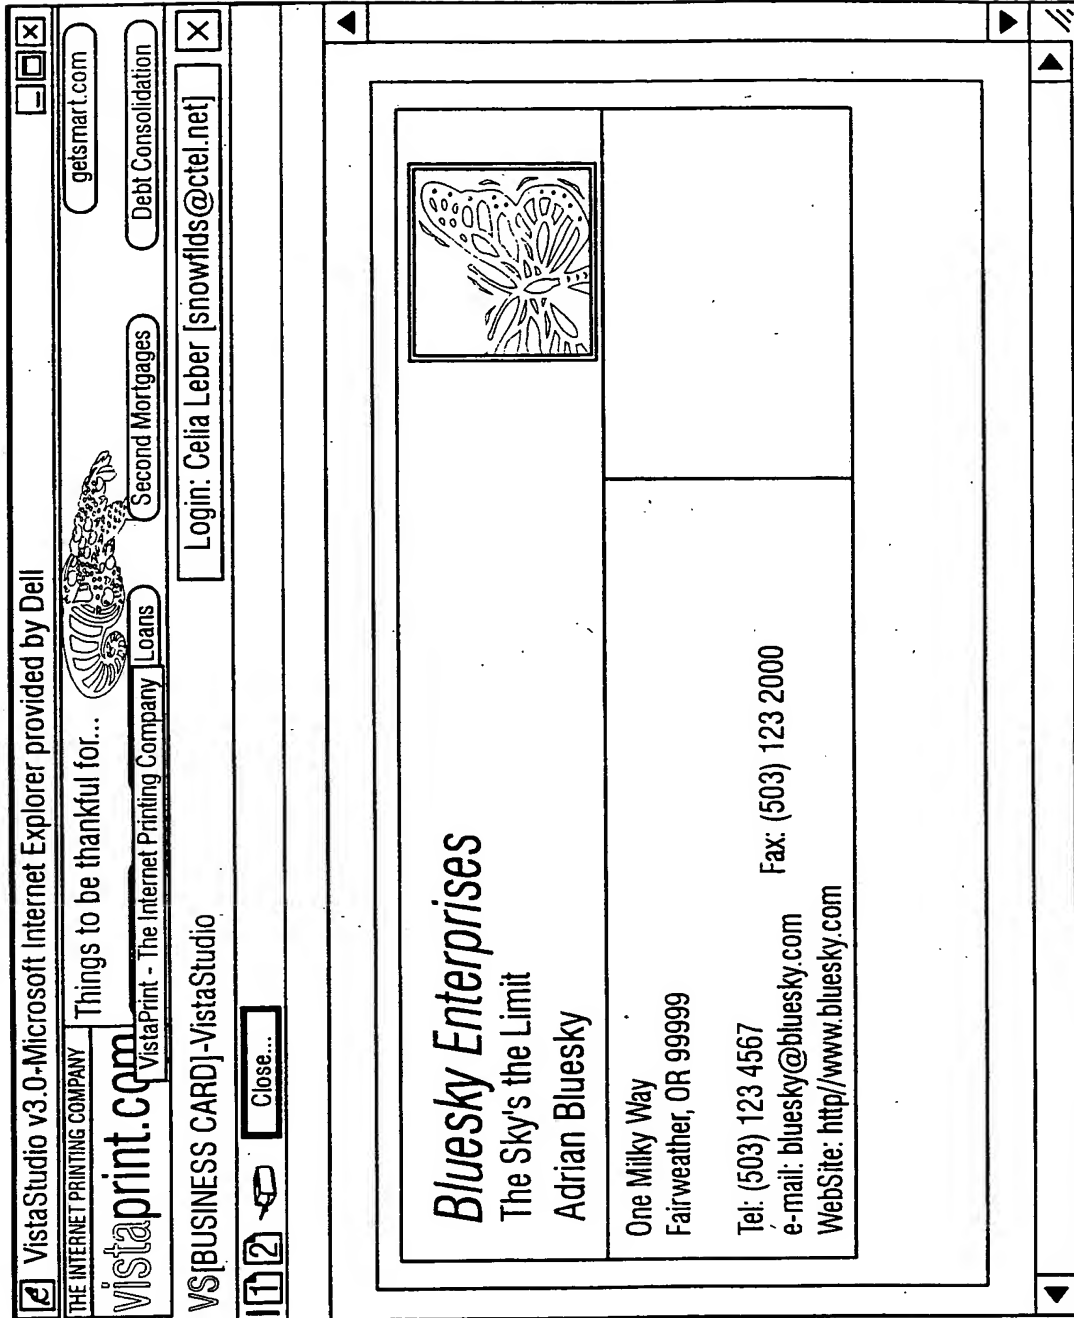 VistaStudio v3.0-Microsoft Internet Explorer provided by Dell
THE INTERNET PRINTING COMPANY
vistaprint.com
Things to be thankful for...
getsmart.com
Loans
Second Mortgages
Debt Consolidation
VistaPrint - The Internet Printing Company
VS[BUSINESS CARD]-VistaStudio
Login: Celia Leber [snowflds@ctel.net]
1 2 Close...
Bluesky Enterprises
The Sky's the Limit
Adrian Bluesky
One Milky Way
Fairweather, OR 99999
Tel: (503) 123 4567
Fax: (503) 123 2000
e-mail: bluesky@bluesky.com
WebSite: http//www.bluesky.com